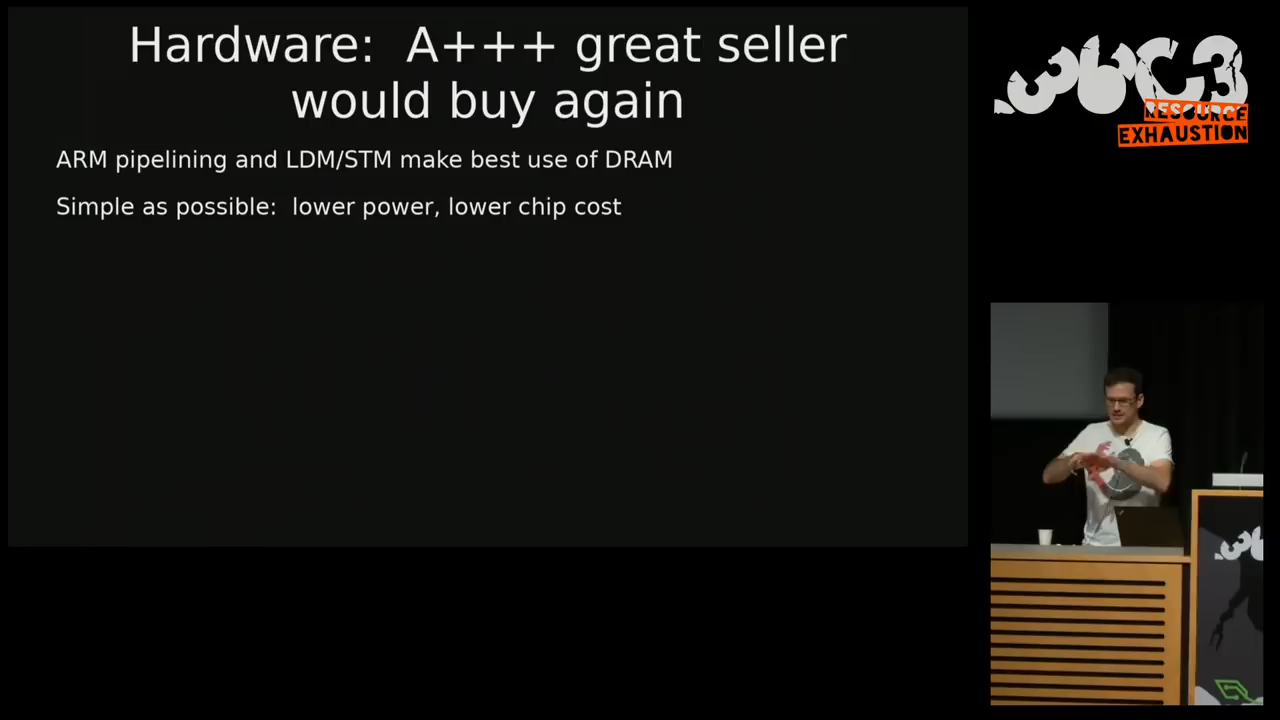 Hardware: A+++ great seller
would buy again
ARM pipelining and LDM/STM make best use of DRAM
Simple as possible: lower power, lower chip cost
36C3
RESOURCE
EXHAUSTION